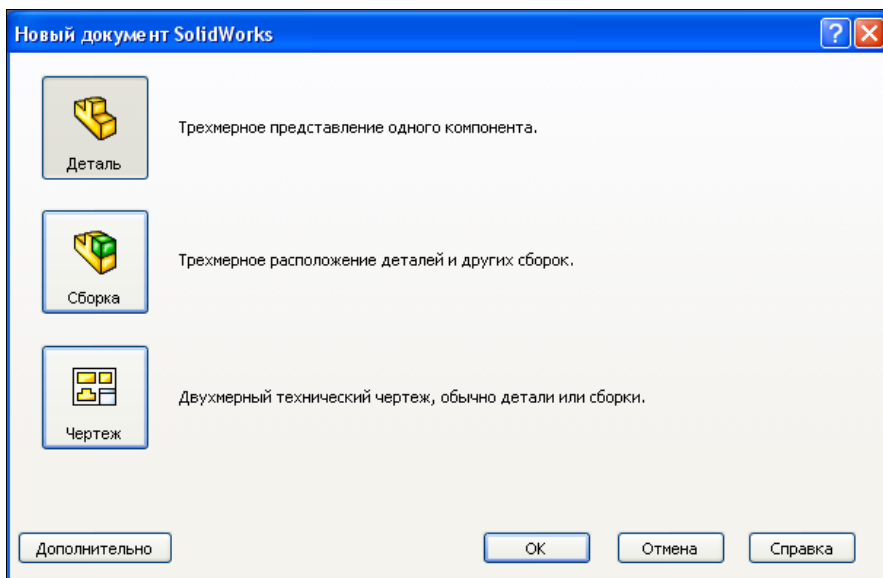 Новый документ SolidWorks
Деталь
Трехмерное представление одного компонента.
Сборка
Трехмерное расположение деталей и других сборок.
Чертеж
Двухмерный технический чертеж, обычно детали или сборки.
Дополнительно
ОК
Отмена
Справка